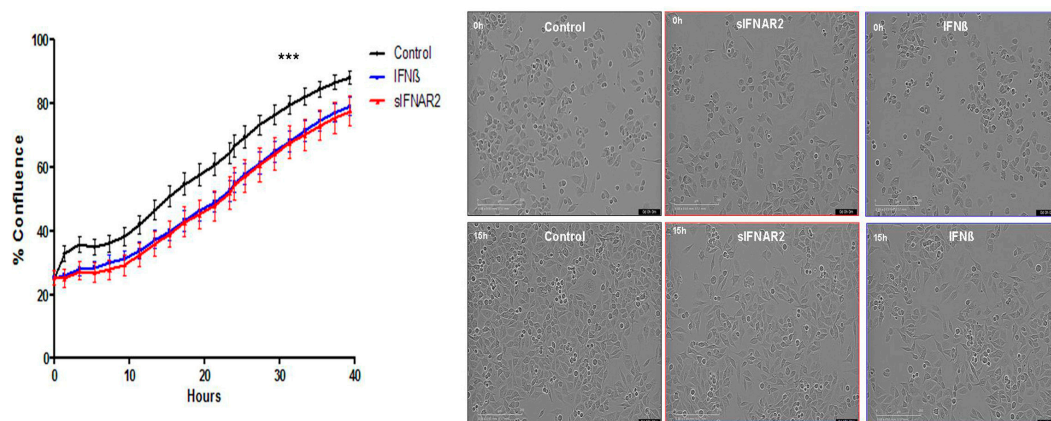 % Confluence
100
80
60
40
20
0
0 10 20 30 40
Hours
***
Control
IFNß
sIFNAR2
0h Control
sIFNAR2
0h IFNß
15h Control
15h sIFNAR2
15h IFNß